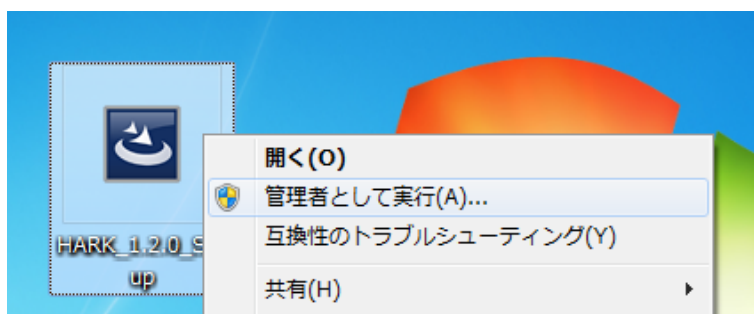 HARK_1.2.0_S
up
開く(O)
管理者として実行(A)...
互換性のトラブルシューティング(Y)
共有(H)